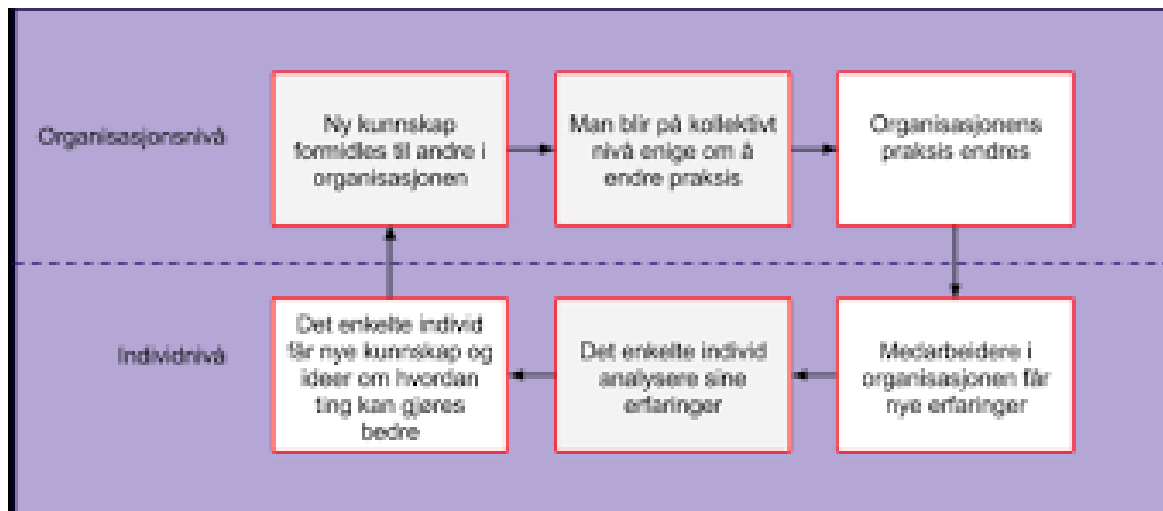 Organisasjonsnivå
Ny kunnskap
formidles til andre i
organisasjonen
Man blir på kollektivt
nivå enige om å
endre praksis
Organisasjonens
praksis endres
Individnivå
Det enkelte individ
får nye kunnskap og
ideer om hvordan
ting kan gjøres
bedre
Det enkelte individ
analysere sine
erfaringer
Medarbeidere i
organisasjonen får
nye erfaringer